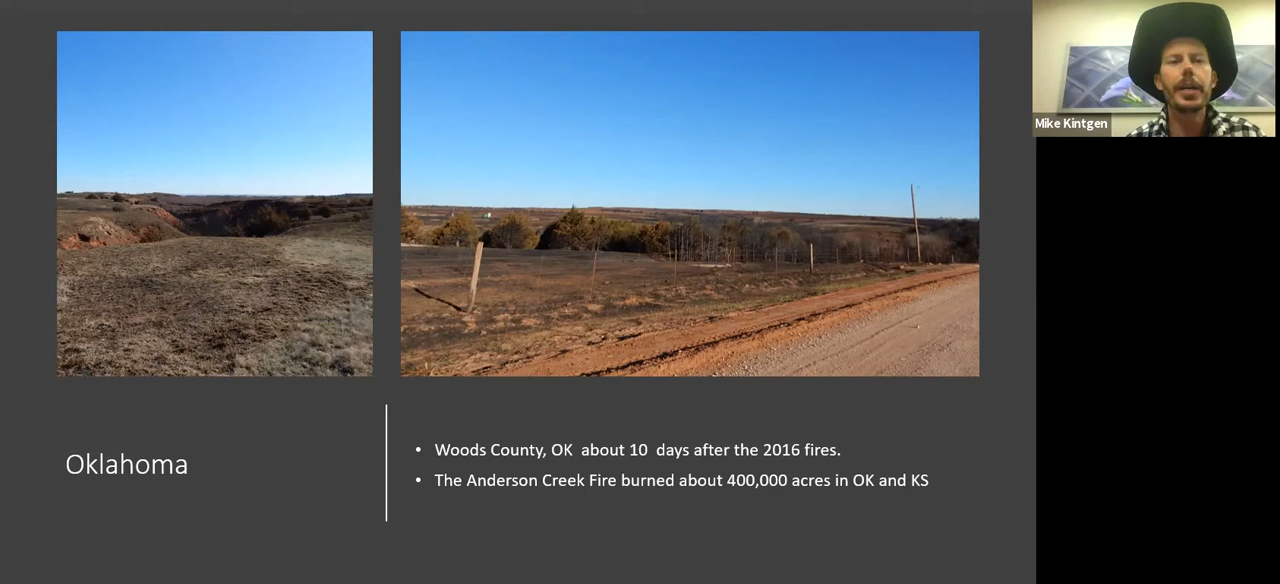 Mike Kintgen
Oklahoma
• Woods County, OK about 10 days after the 2016 fires.
• The Anderson Creek Fire burned about 400,000 acres in OK and KS